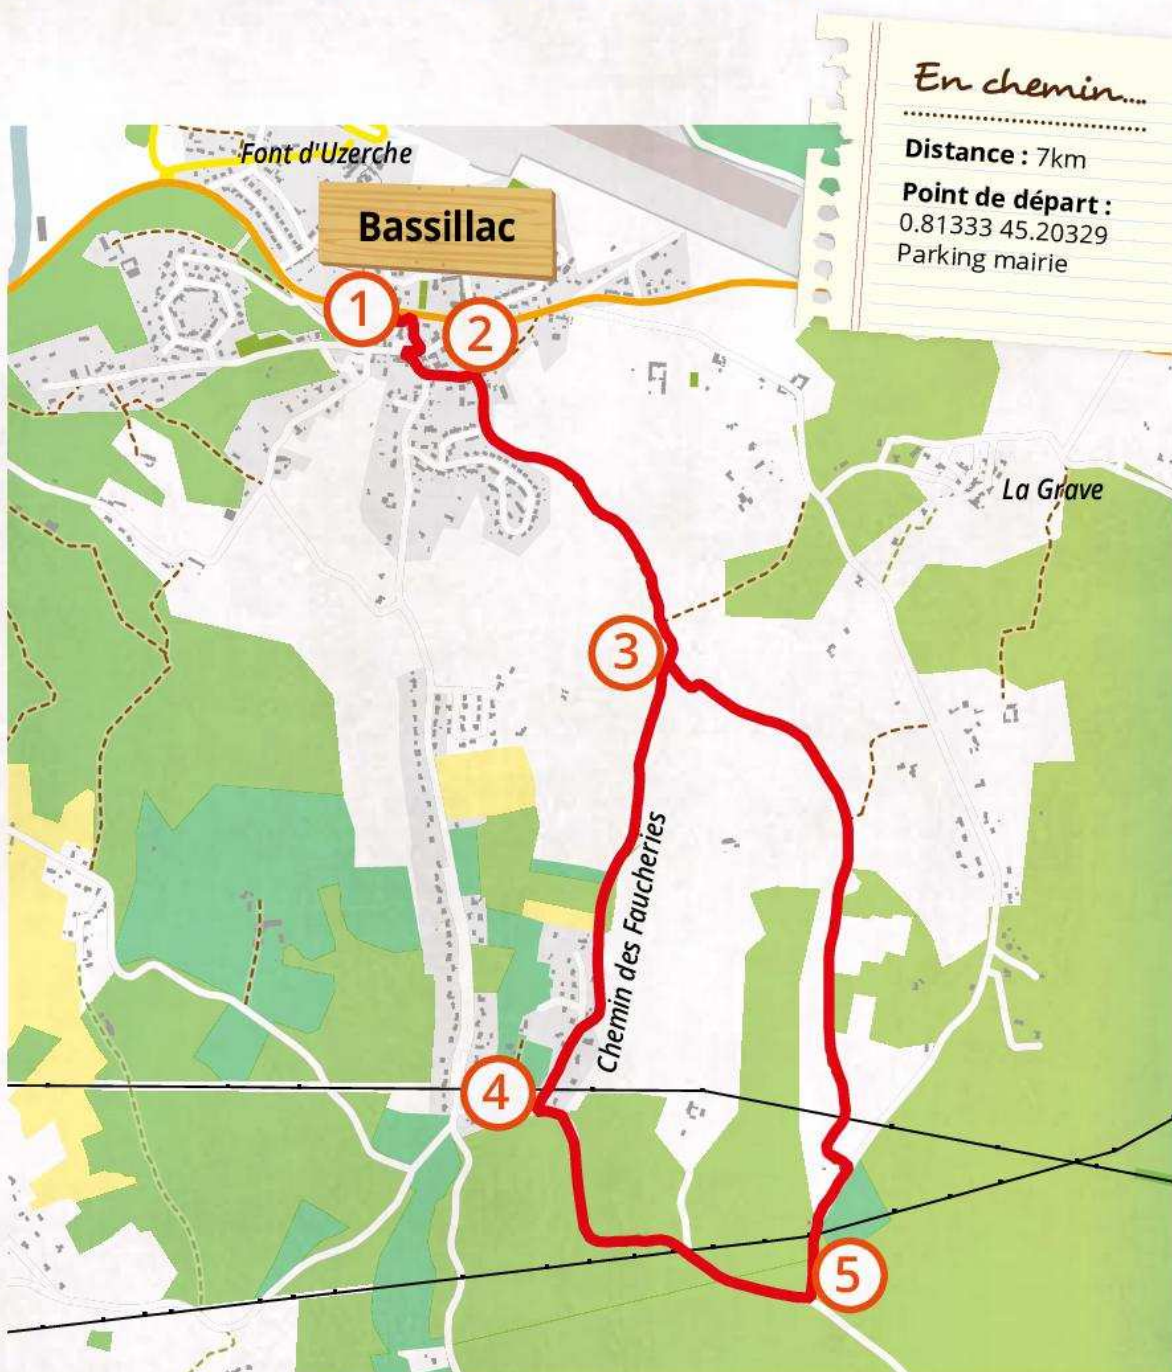 En chemin....
Distance : 7km
Point de départ :
0.81333 45.20329
Parking mairie
Font d'Uzerche
Bassillac
1
2
La Grave
3
Chemin des Faucheries
4
5